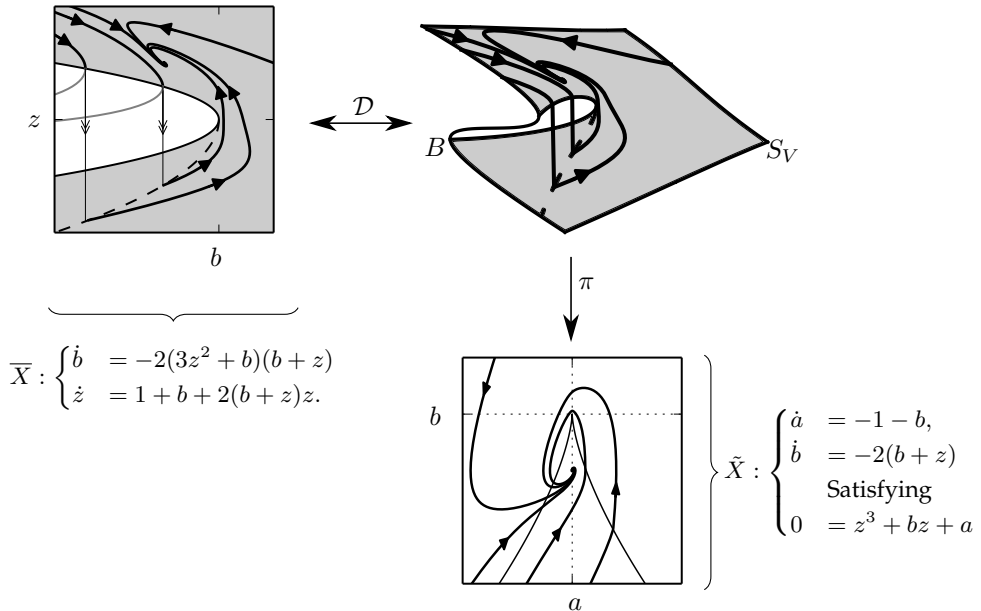 z
b
𝒟
B
S_V
π
X̅ : { ḃ = −2(3z² + b)(b + z)
ż = 1 + b + 2(b + z)z.
b
a
X̃ : { ȧ = −1 − b,
ḃ = −2(b + z)
Satisfying
0 = z³ + bz + a